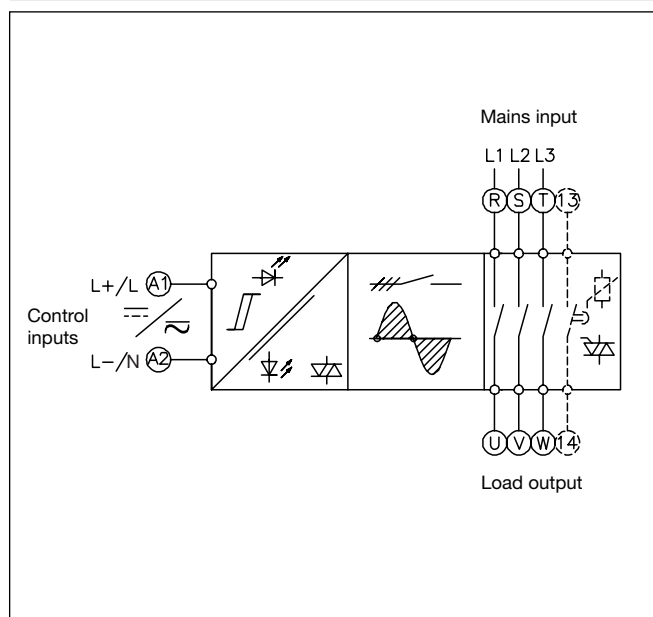 Mains input
L1 L2 L3
R S T 13
L+/L A1
Control
inputs
L–/N A2
U V W 14
Load output